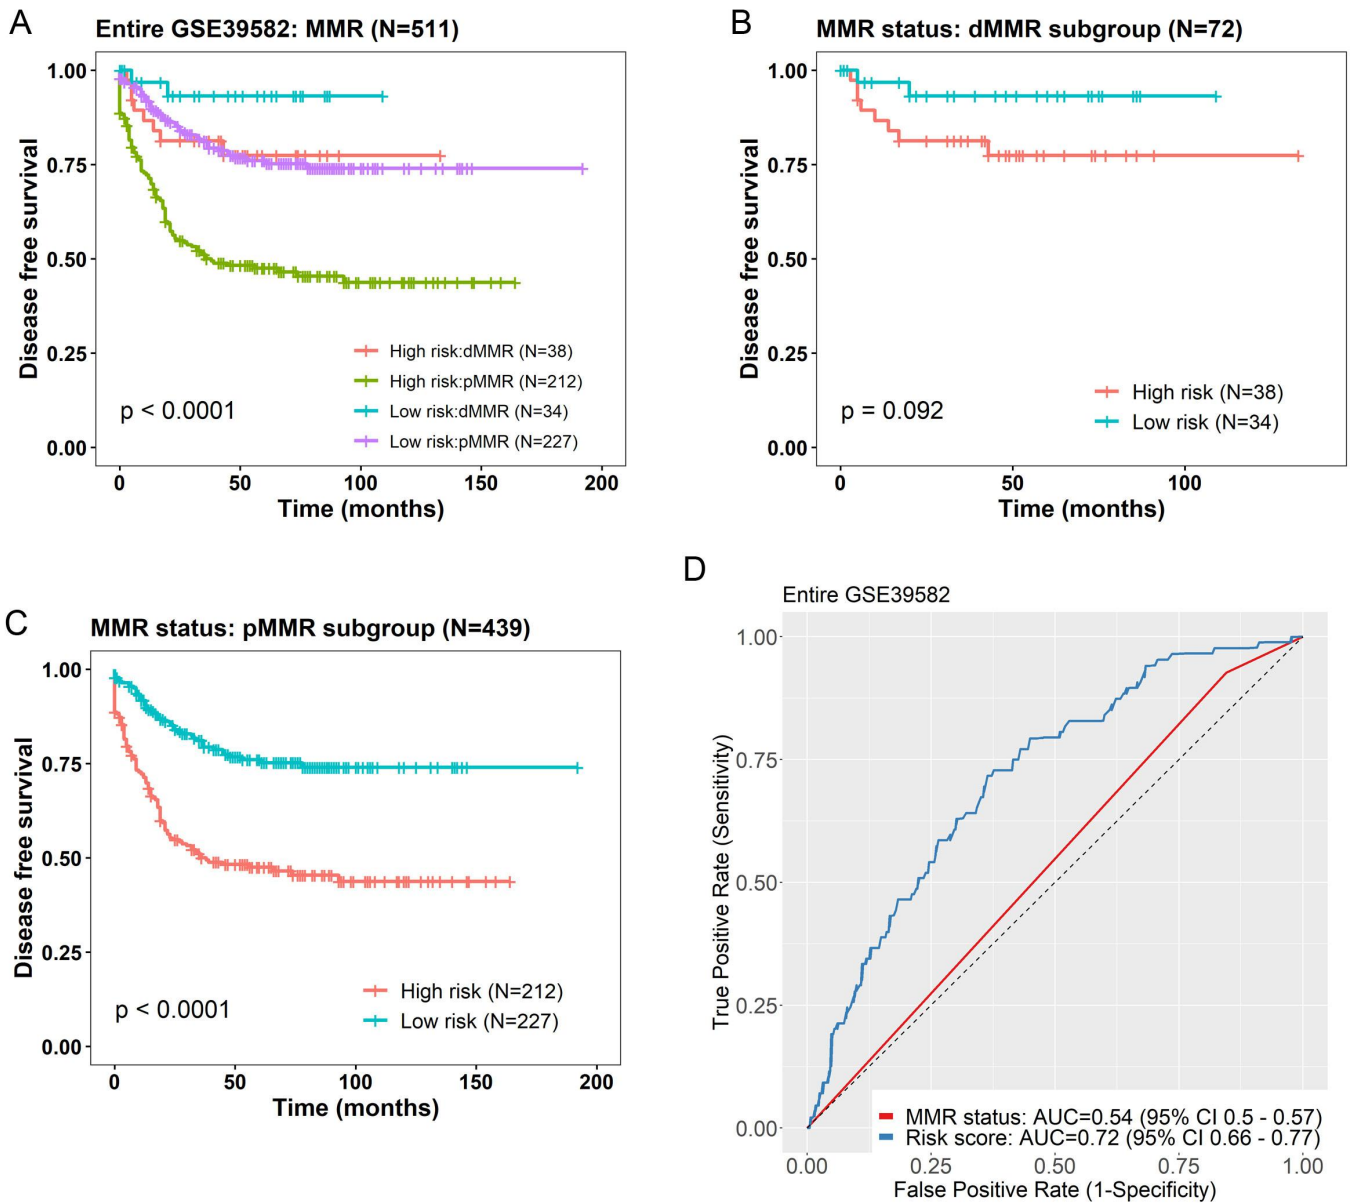 A
Entire GSE39582: MMR (N=511)
Disease free survival
1.00
0.75
0.50
0.25
0.00
High risk:dMMR (N=38)
High risk:pMMR (N=212)
Low risk:dMMR (N=34)
Low risk:pMMR (N=227)
p < 0.0001
0 50 100 150 200
Time (months)
B
MMR status: dMMR subgroup (N=72)
Disease free survival
1.00
0.75
0.50
0.25
0.00
High risk (N=38)
Low risk (N=34)
p = 0.092
0 50 100
Time (months)
C
MMR status: pMMR subgroup (N=439)
Disease free survival
1.00
0.75
0.50
0.25
0.00
High risk (N=212)
Low risk (N=227)
p < 0.0001
0 50 100 150 200
Time (months)
D
Entire GSE39582
True Positive Rate (Sensitivity)
1.00
0.75
0.50
0.25
0.00
MMR status: AUC=0.54 (95% CI 0.5 - 0.57)
Risk score: AUC=0.72 (95% CI 0.66 - 0.77)
0.00 0.25 0.50 0.75 1.00
False Positive Rate (1-Specificity)